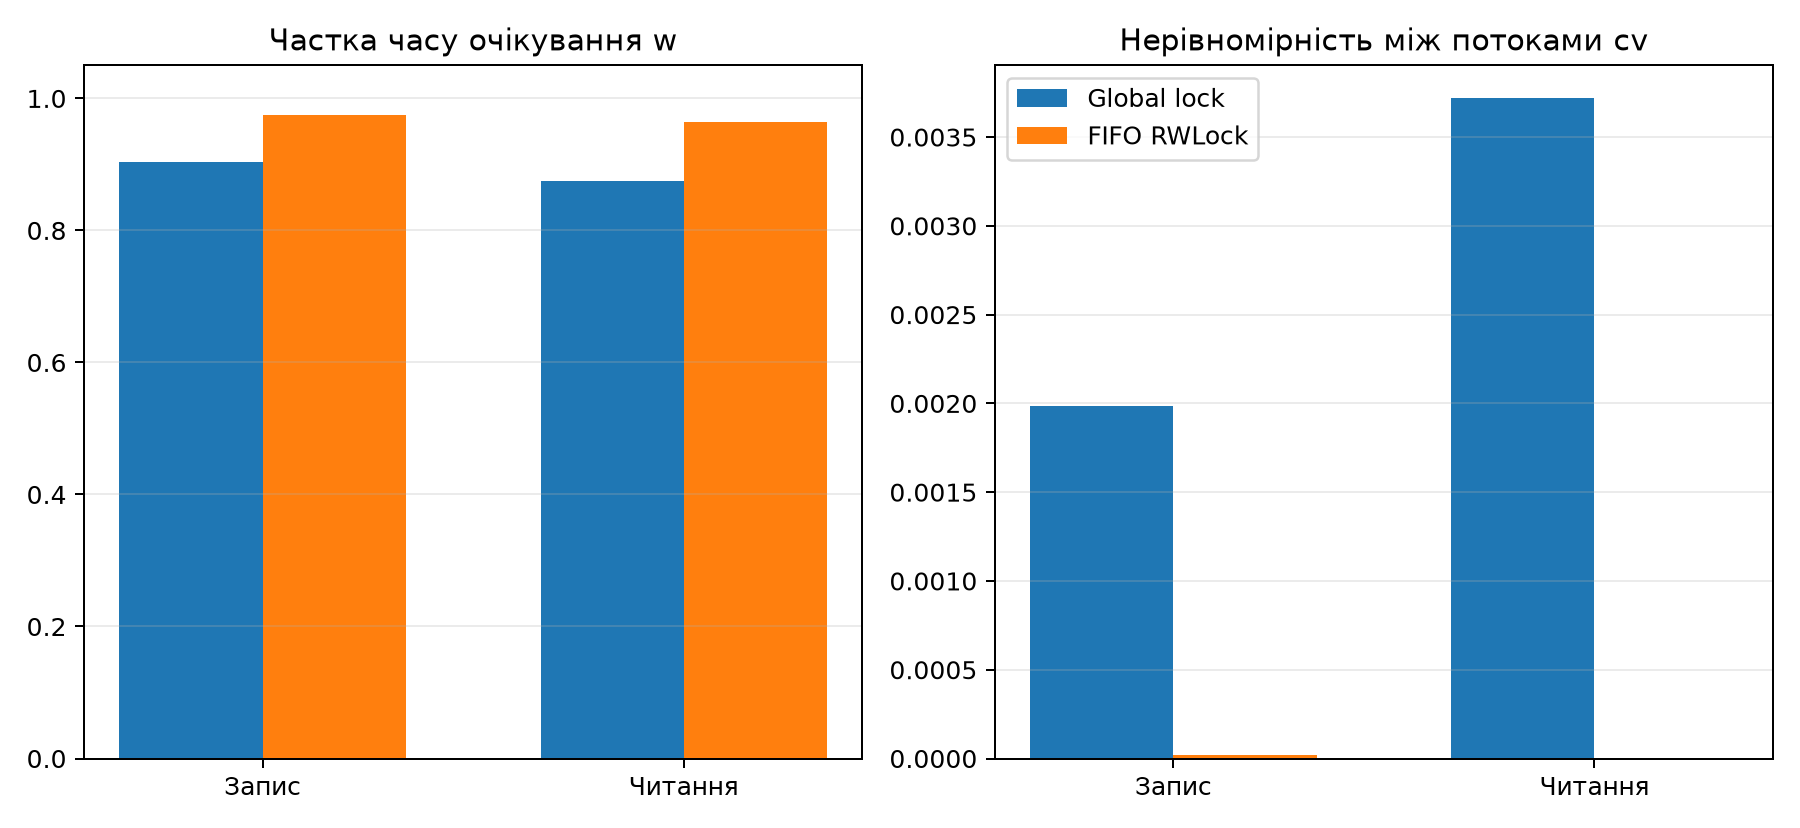 Частка часу очікування w
1.0
0.8
0.6
0.4
0.2
0.0
Запис
Читання
Нерівномірність між потоками cv
Global lock
FIFO RWLock
0.0035
0.0030
0.0025
0.0020
0.0015
0.0010
0.0005
0.0000
Запис
Читання